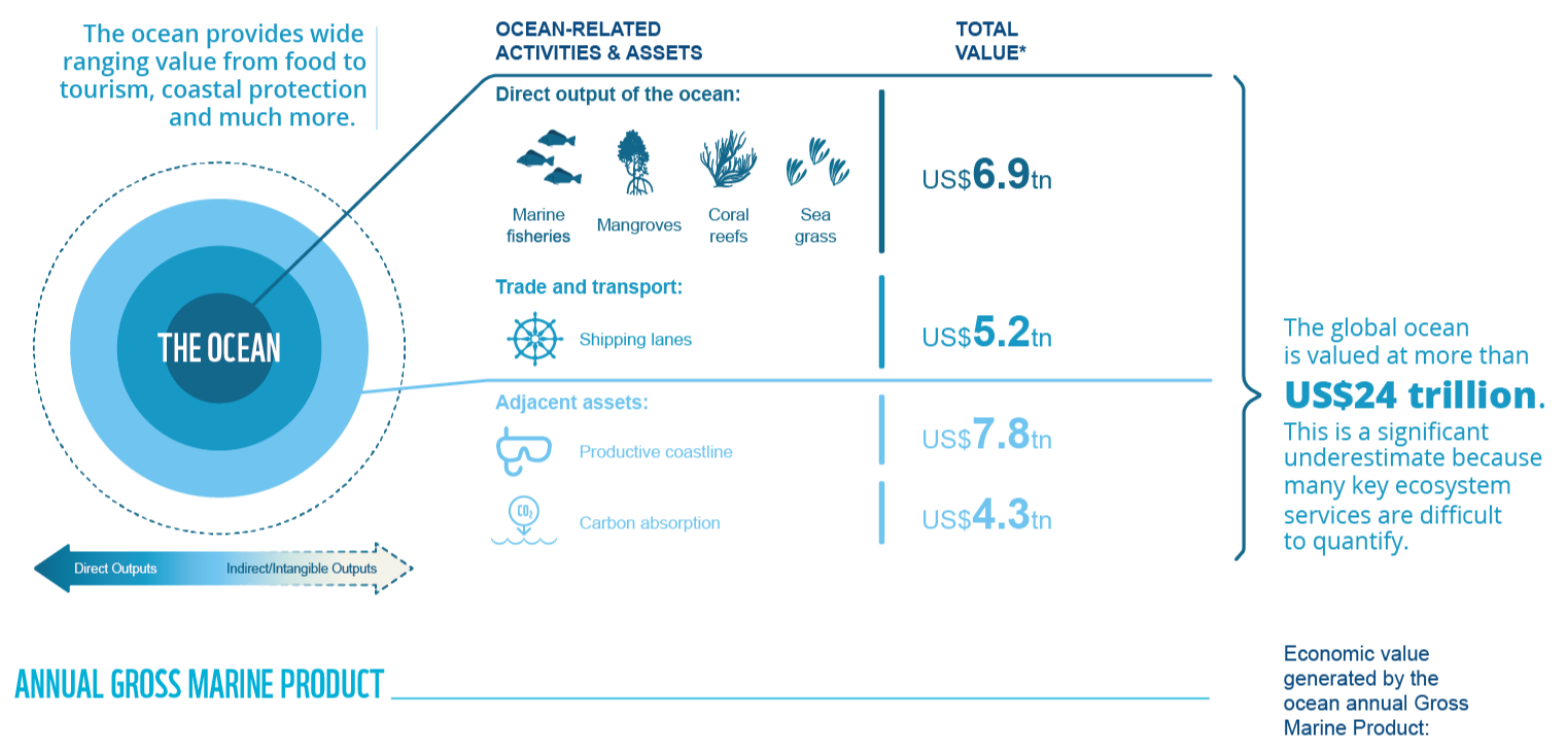 The ocean provides wide
ranging value from food to
tourism, coastal protection
and much more.
THE OCEAN
Direct Outputs
Indirect/Intangible Outputs
OCEAN-RELATED
ACTIVITIES & ASSETS
TOTAL
VALUE*
Direct output of the ocean:
Marine
fisheries
Mangroves
Coral
reefs
Sea
grass
US$6.9tn
Trade and transport:
Shipping lanes
US$5.2tn
Adjacent assets:
Productive coastline
US$7.8tn
CO₂
Carbon absorption
US$4.3tn
The global ocean
is valued at more than
US$24 trillion.
This is a significant
underestimate because
many key ecosystem
services are difficult
to quantify.
ANNUAL GROSS MARINE PRODUCT
Economic value
generated by the
ocean annual Gross
Marine Product: